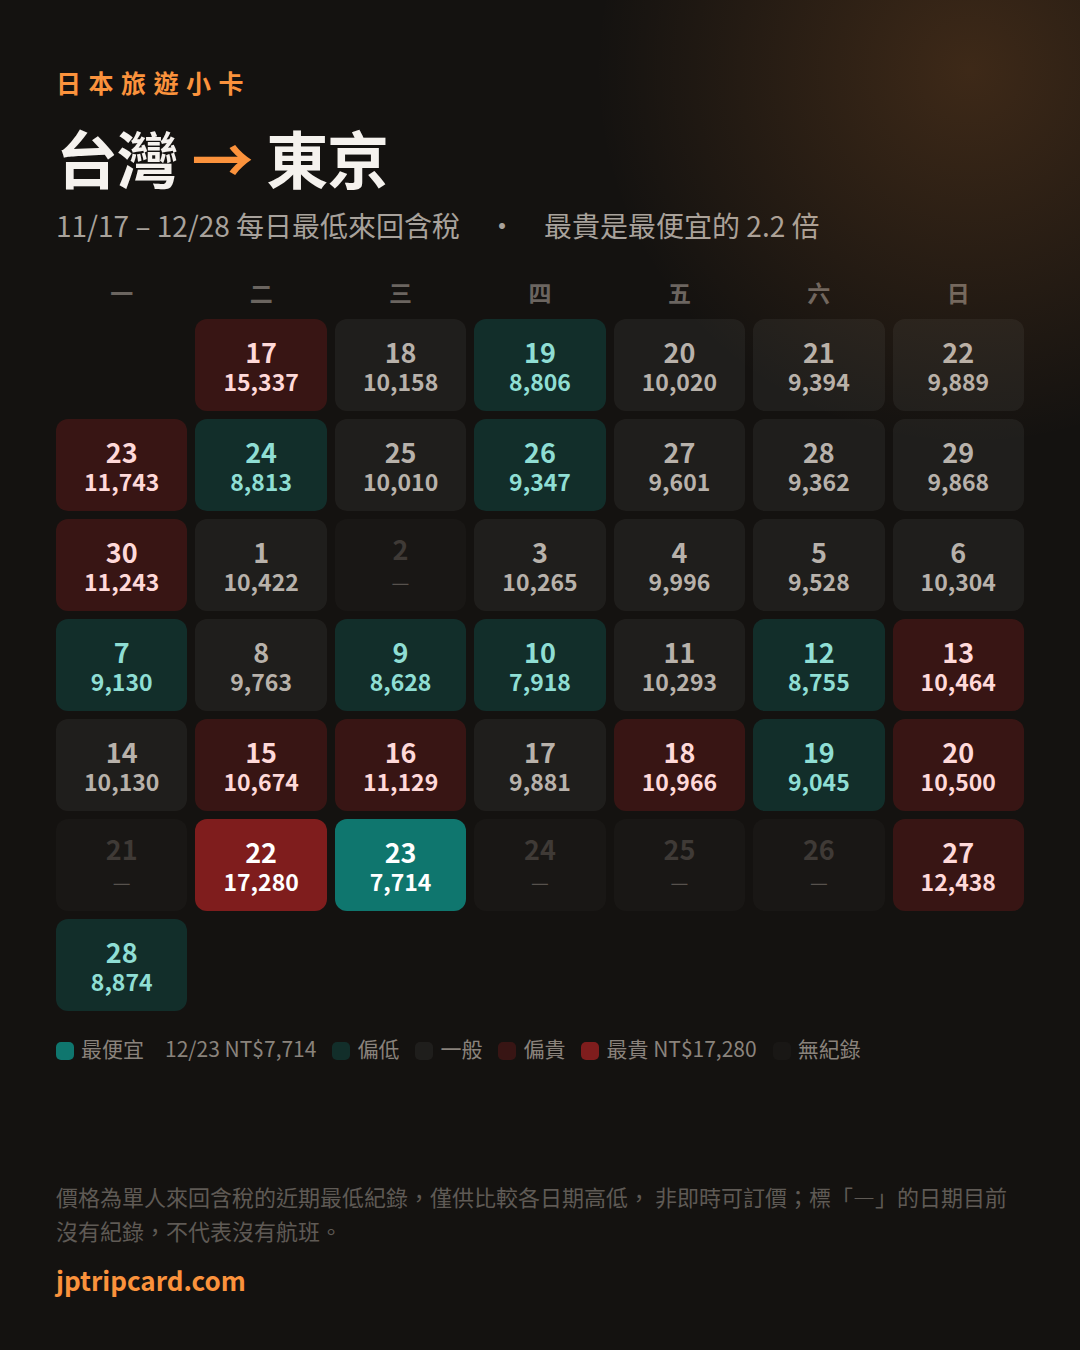 日本旅遊小卡
台灣 → 東京
11/17 – 12/28 每日最低來回含稅 ・ 最貴是最便宜的 2.2 倍
一 二 三 四 五 六 日
17 18 19 20 21 22
15,337 10,158 8,806 10,020 9,394 9,889
23 24 25 26 27 28 29
11,743 8,813 10,010 9,347 9,601 9,362 9,868
30 1 2 3 4 5 6
11,243 10,422 — 10,265 9,996 9,528 10,304
7 8 9 10 11 12 13
9,130 9,763 8,628 7,918 10,293 8,755 10,464
14 15 16 17 18 19 20
10,130 10,674 11,129 9,881 10,966 9,045 10,500
21 22 23 24 25 26 27
— 17,280 7,714 — — — 12,438
28
8,874
最便宜 12/23 NT$7,714 偏低 一般 偏貴 最貴 NT$17,280 無紀錄
價格為單人來回含稅的近期最低紀錄，僅供比較各日期高低， 非即時可訂價；標「—」的日期目前
沒有紀錄，不代表沒有航班。
jptripcard.com